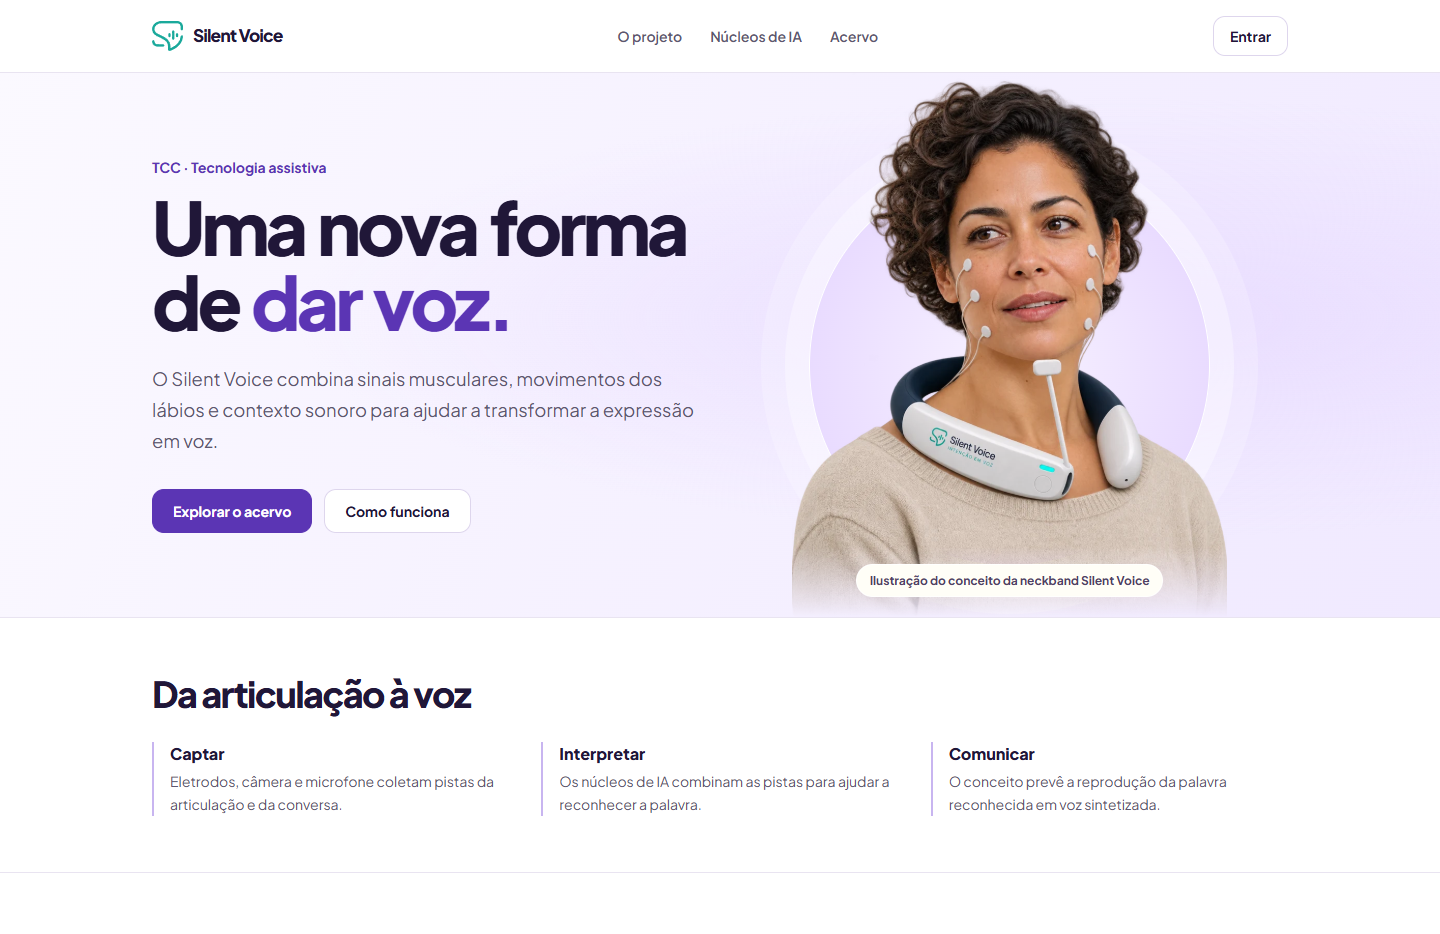 Silent Voice
O projeto
Núcleos de IA
Acervo
Entrar
TCC · Tecnologia assistiva
Uma nova forma
de dar voz.
O Silent Voice combina sinais musculares, movimentos dos
lábios e contexto sonoro para ajudar a transformar a expressão
em voz.
Explorar o acervo
Como funciona
Silent Voice
INTENÇÃO EM VOZ
Ilustração do conceito da neckband Silent Voice
Da articulação à voz
Captar
Eletrodos, câmera e microfone coletam pistas da
articulação e da conversa.
Interpretar
Os núcleos de IA combinam as pistas para ajudar a
reconhecer a palavra.
Comunicar
O conceito prevê a reprodução da palavra
reconhecida em voz sintetizada.